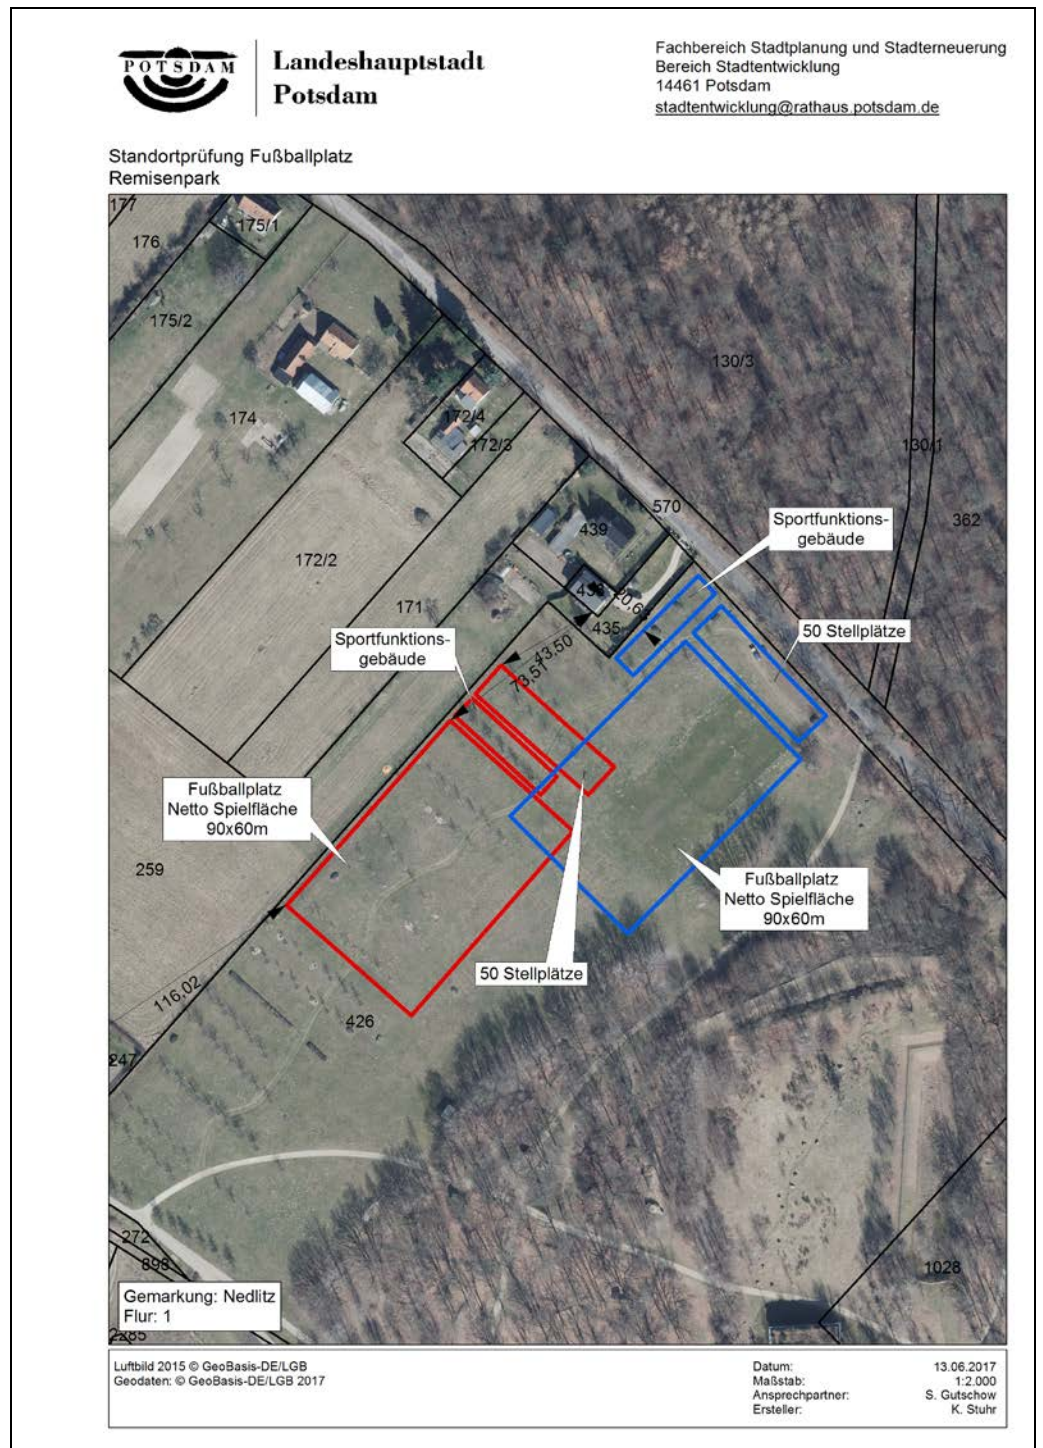 POTSDAM
Landeshauptstadt
Potsdam
Fachbereich Stadtplanung und Stadterneuerung
Bereich Stadtentwicklung
14461 Potsdam
stadtentwicklung@rathaus.potsdam.de
Standortprüfung Fußballplatz
Remisenpark
177
175/1
176
175/2
130/3
174
172/4
172/3
130/1
570
362
439
Sportfunktions-
gebäude
172/2
171
435
50 Stellplätze
Sportfunktions-
gebäude
43,50
73,51
Fußballplatz
Netto Spielfläche
90x60m
259
Fußballplatz
Netto Spielfläche
90x60m
50 Stellplätze
116,02
426
247
272
898
1028
Gemarkung: Nedlitz
Flur: 1
2285
Luftbild 2015 © GeoBasis-DE/LGB
Geodaten: © GeoBasis-DE/LGB 2017
Datum: 13.06.2017
Maßstab: 1:2.000
Ansprechpartner: S. Gutschow
Ersteller: K. Stuhr